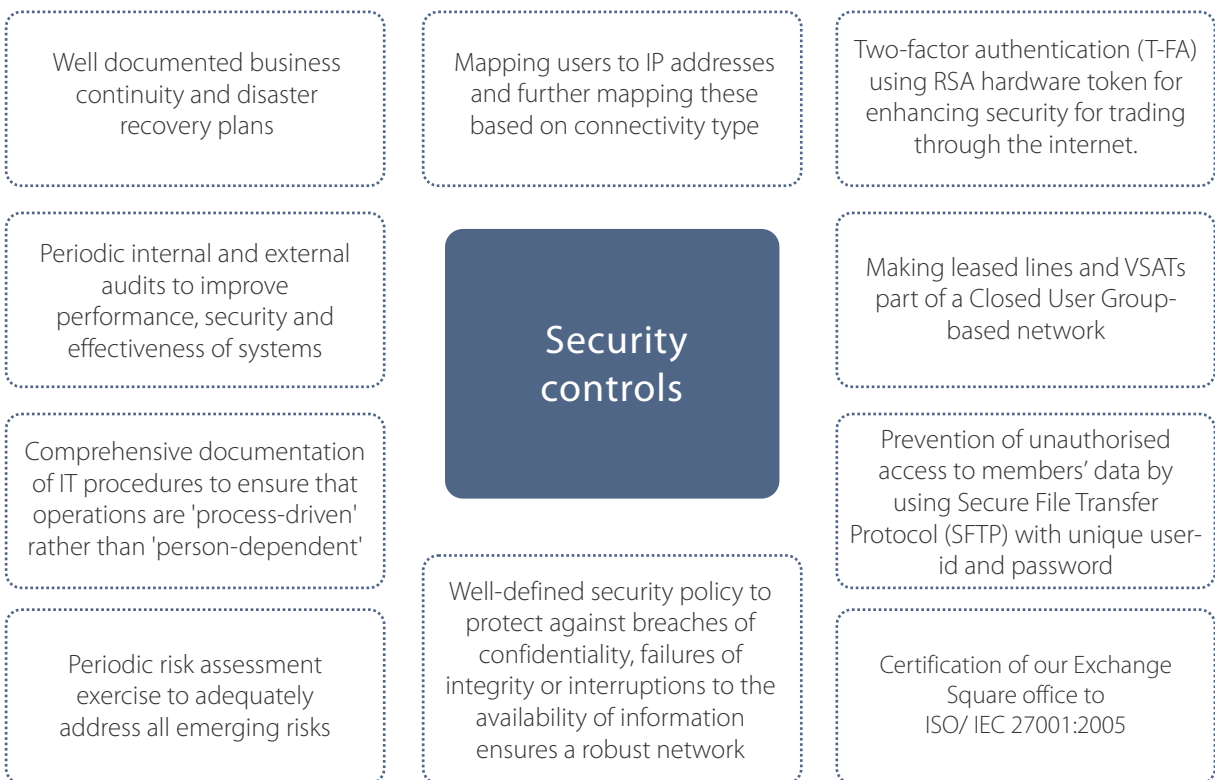 Well documented business
continuity and disaster
recovery plans
Mapping users to IP addresses
and further mapping these
based on connectivity type
Two-factor authentication (T-FA)
using RSA hardware token for
enhancing security for trading
through the internet.
Periodic internal and external
audits to improve
performance, security and
effectiveness of systems
Security
controls
Making leased lines and VSATs
part of a Closed User Group-
based network
Comprehensive documentation
of IT procedures to ensure that
operations are 'process-driven'
rather than 'person-dependent'
Prevention of unauthorised
access to members’ data by
using Secure File Transfer
Protocol (SFTP) with unique user-
id and password
Periodic risk assessment
exercise to adequately
address all emerging risks
Well-defined security policy to
protect against breaches of
confidentiality, failures of
integrity or interruptions to the
availability of information
ensures a robust network
Certification of our Exchange
Square office to
ISO/ IEC 27001:2005